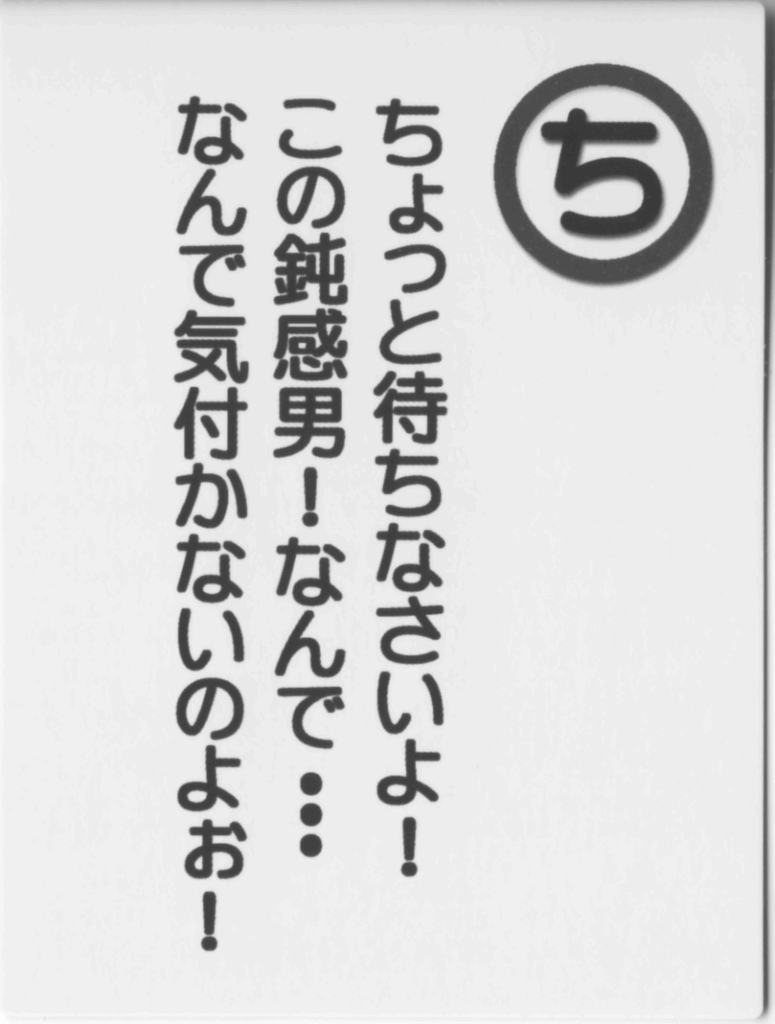 ち
ちょっと待ちなさいよ！
この鈍感男！なんで…
なんで気付かないのよぉ！